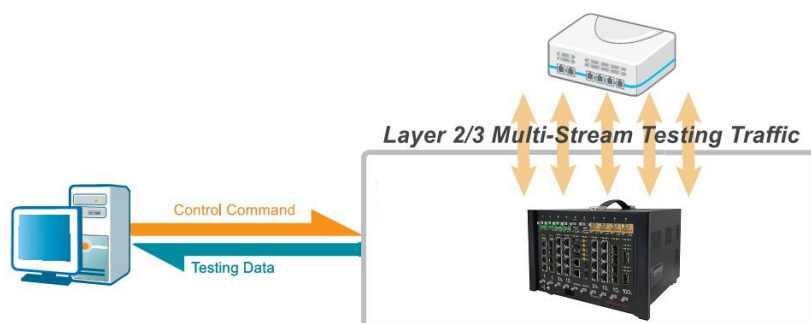 Layer 2/3 Multi-Stream Testing Traffic
Control Command
Testing Data